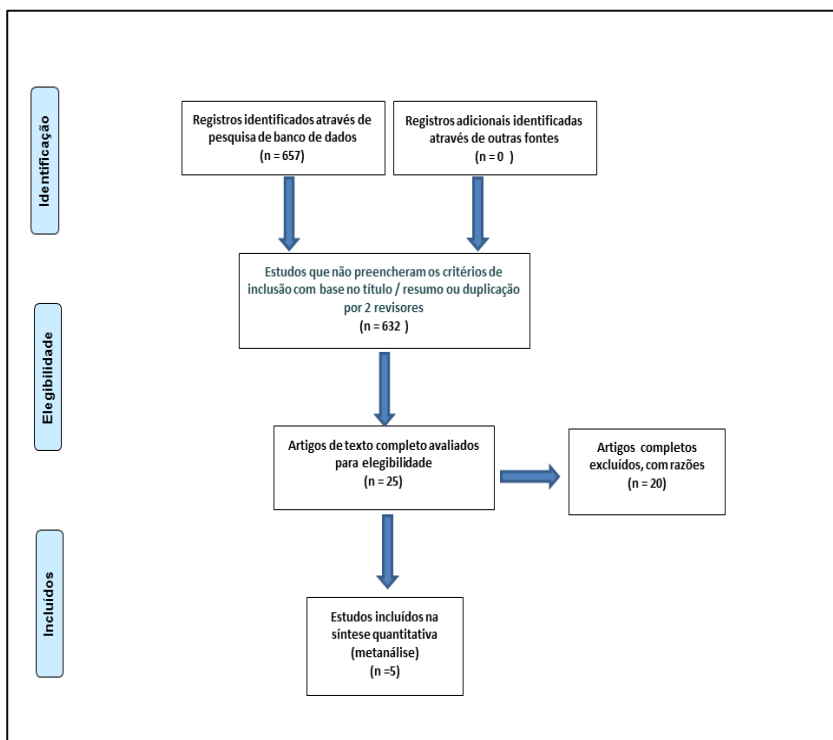 Identificação
Registros identificados através de
pesquisa de banco de dados
(n = 657)
Registros adicionais identificadas
através de outras fontes
(n = 0 )
Estudos que não preencheram os critérios de
inclusão com base no título / resumo ou duplicação
por 2 revisores
(n = 632 )
Elegibilidade
Artigos de texto completo avaliados
para elegibilidade
(n = 25)
Artigos completos
excluídos, com razões
(n = 20)
Incluídos
Estudos incluídos na
síntese quantitativa
(metanálise)
(n =5)